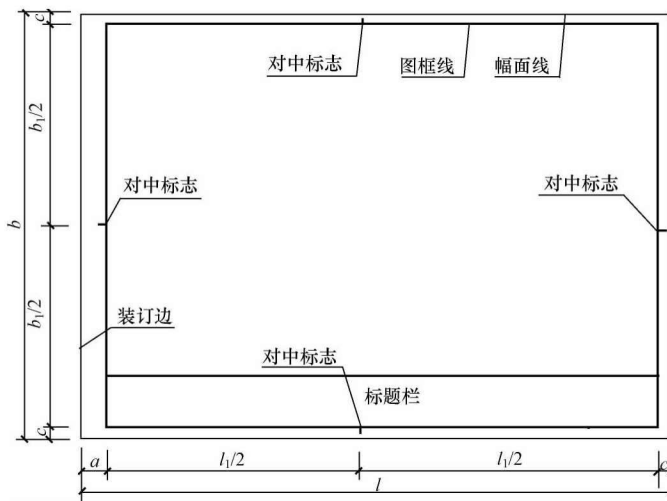 c
对中标志
图框线
幅面线
b₁/2
对中标志
对中标志
b
b₁/2
装订边
对中标志
标题栏
c
a
l₁/2
l₁/2
c
l